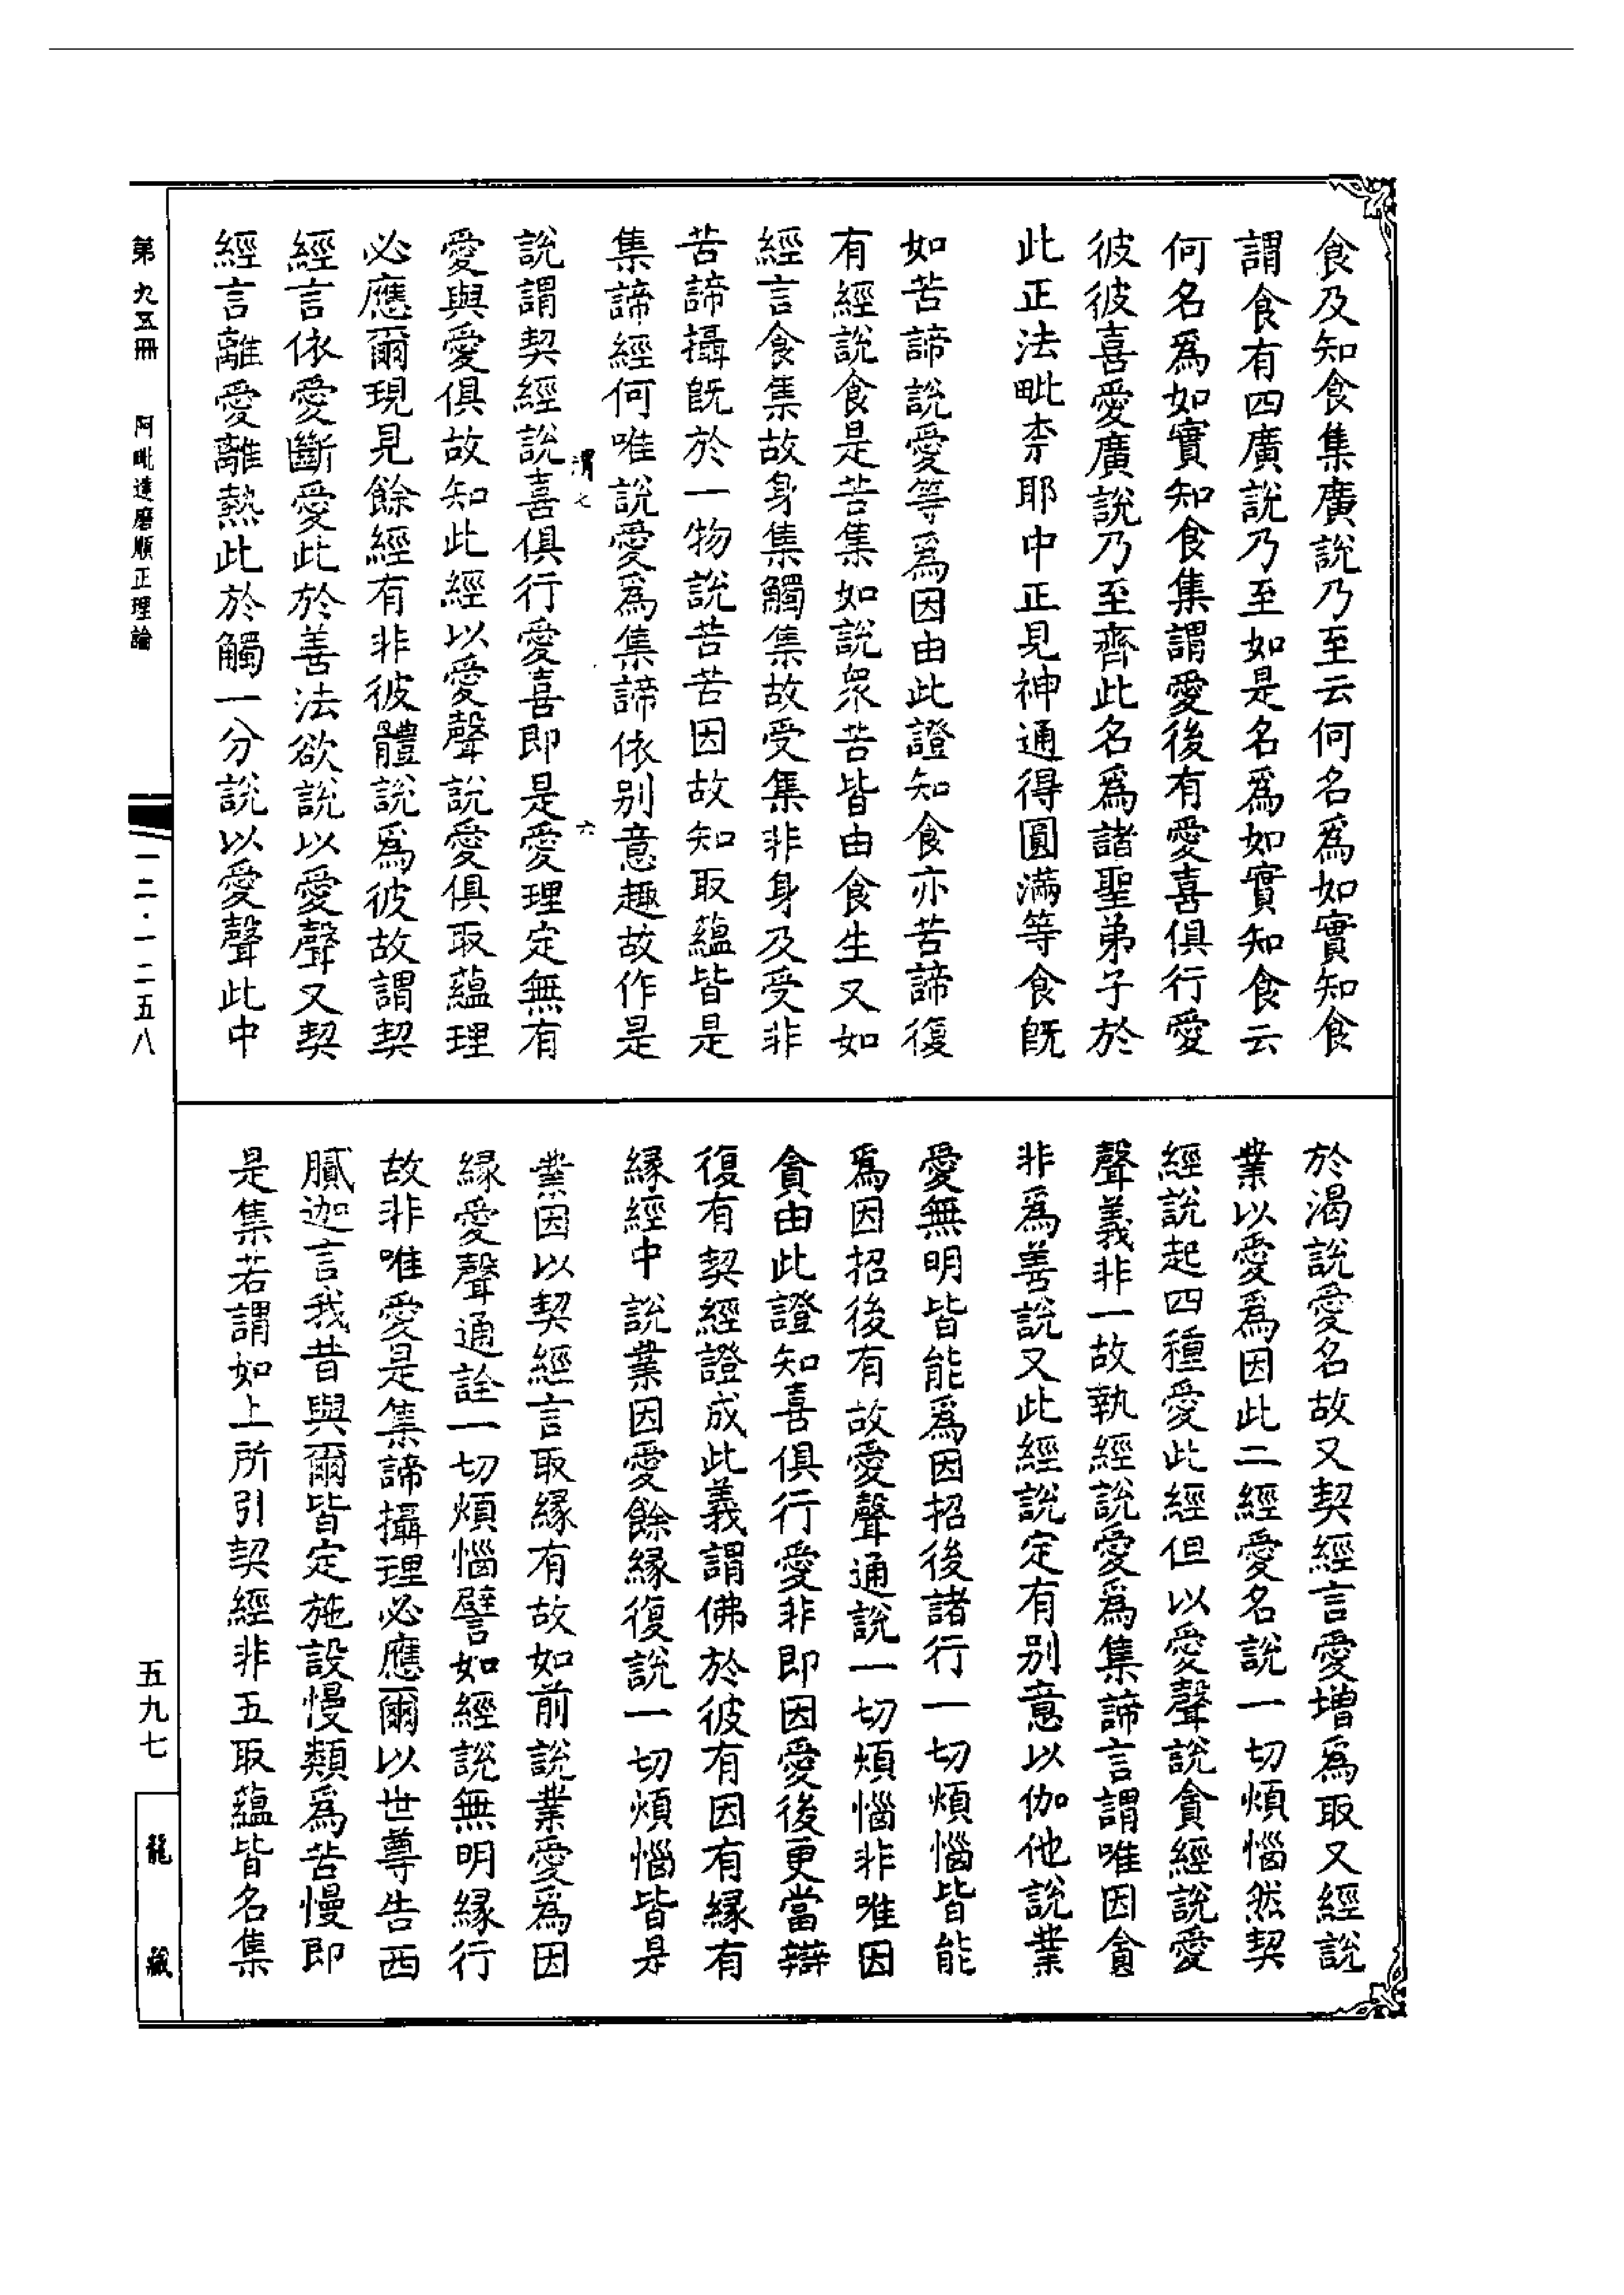 食及知食集廣說乃至云何名爲如實知食
謂食有四廣說乃至如是名爲如實知食云
何名爲如實知食集謂愛後有愛喜俱行愛
彼彼喜愛廣說乃至齊此名爲諸聖弟子於
此正法毗柰耶中正見神通得圓滿等食旣
如苦諦說愛等爲因由此證知食亦苦諦復
有經說食是苦集如說衆苦皆由食生又如
經言食集故身集觸集故受集非身及受非
苦諦攝旣於一物說苦苦因故知取蘊皆是
集諦經何唯說愛爲集諦依别意趣故作是
渭七 六
說謂契經說喜俱行愛喜即是愛理定無有
愛與愛俱故知此經以愛聲說愛俱取蘊理
必應爾現見餘經有非彼體說爲彼故謂契
經言依愛斷愛此於善法欲說以愛聲又契
經言離愛離熱此於觸一分說以愛聲此中
於渴說愛名故又契經言愛增爲取又經說
業以愛爲因此二經愛名說一切煩惱然契
經說起四種愛此經但以愛聲說貪經說愛
聲義非一故執經說愛爲集諦言謂唯因貪
非爲善說又此經說定有别意以伽他說業
愛無明皆能爲因招後諸行一切煩惱皆能
爲因招後有故愛聲通說一切煩惱非唯因
貪由此證知喜俱行愛非即因愛後更當辯
復有契經證成此義謂佛於彼有因有縁有
縁經中說業因愛餘縁復說一切煩惱皆是
業因以契經言取縁有故如前說業愛爲因
縁愛聲通詮一切煩惱譬如經說無明縁行
故非唯愛是集諦攝理必應爾以世尊告西
膩迦言我昔與爾皆定施設慢類爲苦慢即
是集若謂如上所引契經非五取蘊皆名集
第九五冊 阿毗達磨順正理論 一二·一二五八
五九七 龍藏